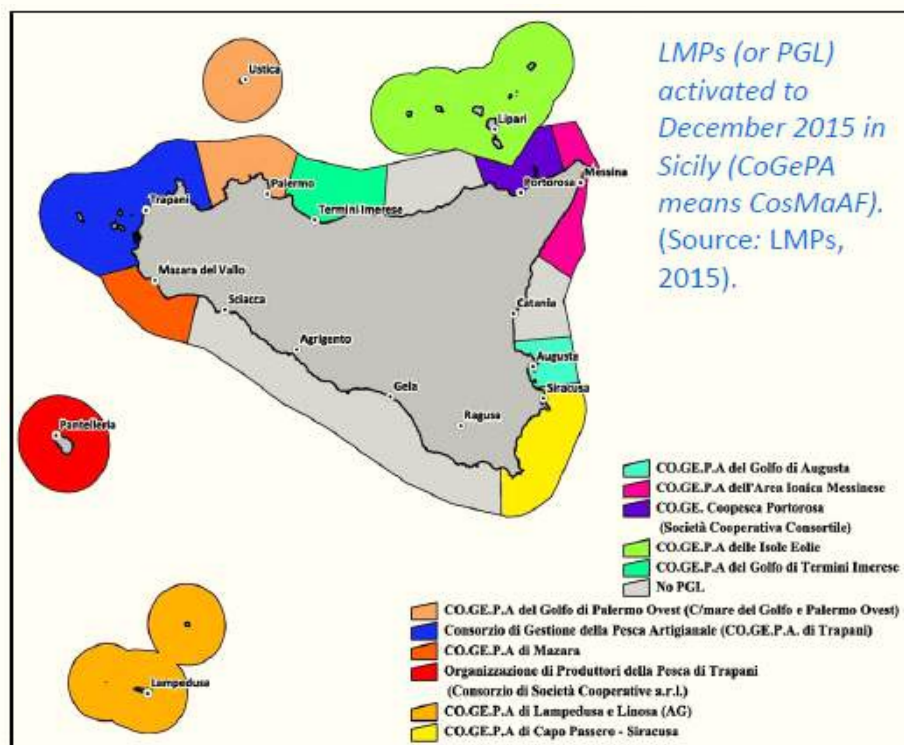 LMPs (or PGL)
activated to
December 2015 in
Sicily (CoGePA
means CosMaAF).
(Source: LMPs,
2015).
Ustica
Lipari
Messina
Palermo
Portorosa
Trapani
Termini Imerese
Mazara del Vallo
Sciacca
Catania
Agrigento
Augusta
Gela
Siracusa
Ragusa
Pantelleria
Lampedusa
CO.GE.P.A del Golfo di Augusta
CO.GE.P.A dell'Area Ionica Messinese
CO.GE. Coopesca Portorosa
(Società Cooperativa Consortile)
CO.GE.P.A delle Isole Eolie
CO.GE.P.A del Golfo di Termini Imerese
No PGL
CO.GE.P.A del Golfo di Palermo Ovest (C/mare del Golfo e Palermo Ovest)
Consorzio di Gestione della Pesca Artigianale (CO.GE.P.A. di Trapani)
CO.GE.P.A di Mazara
Organizzazione di Produttori della Pesca di Trapani
(Consorzio di Società Cooperative a.r.l.)
CO.GE.P.A di Lampedusa e Linosa (AG)
CO.GE.P.A di Capo Passero - Siracusa